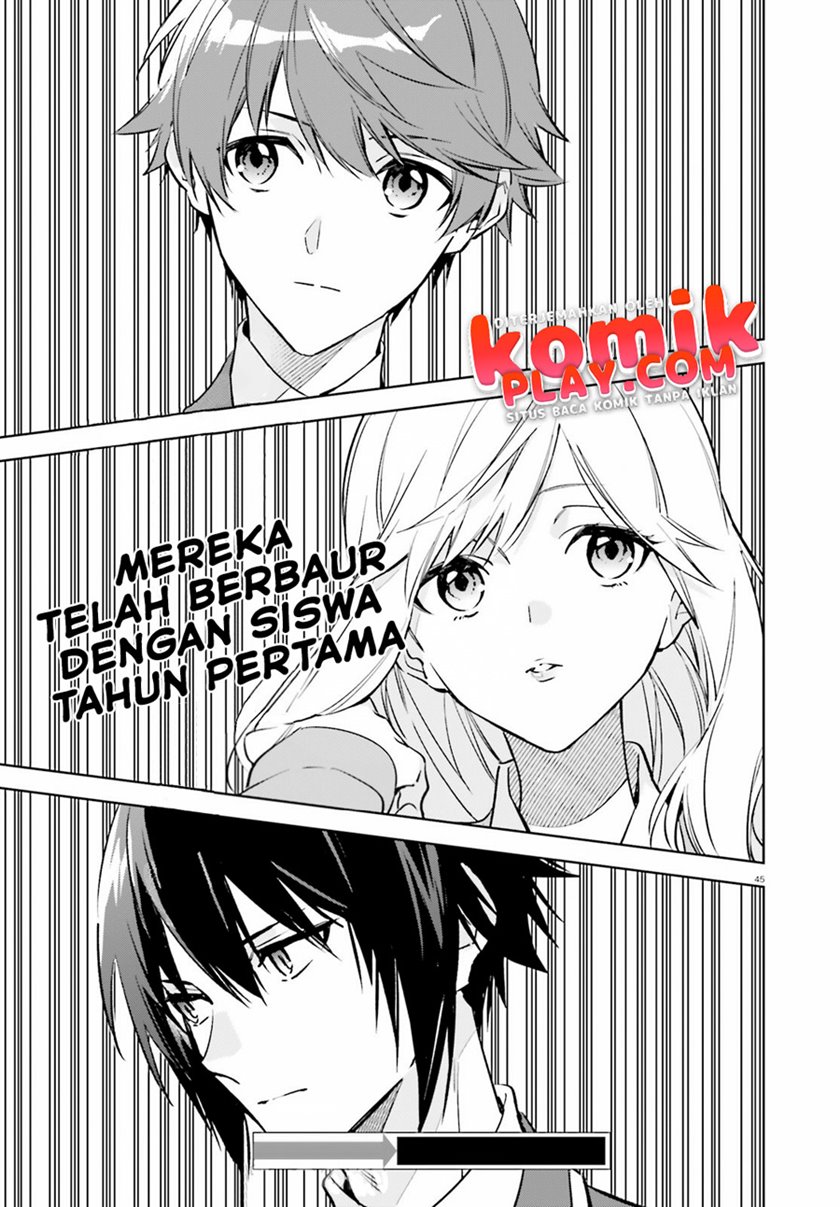 DITERJEMAHKAN OLEH
komik
PLAY.COM
SITUS BACA KOMIK TANPA IKLAN
MEREKA
TELAH BERBAUR
DENGAN SISWA
TAHUN PERTAMA
45